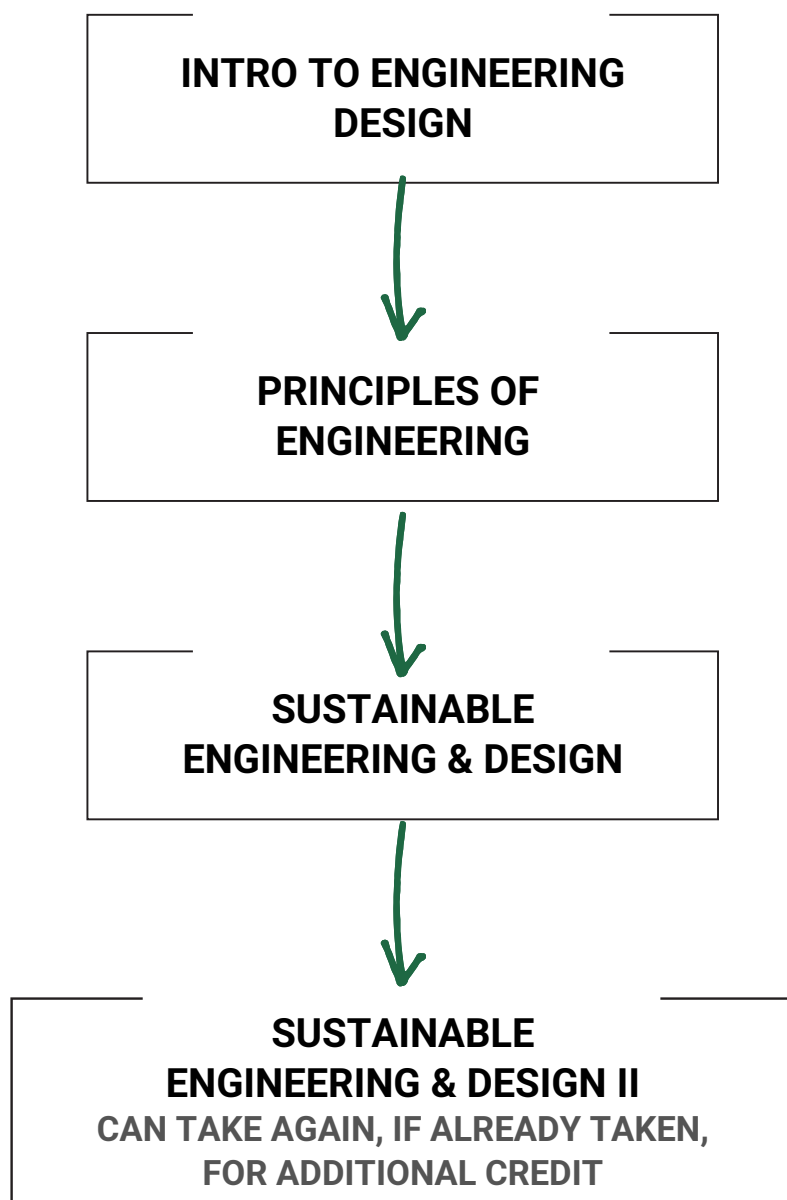 INTRO TO ENGINEERING
DESIGN
PRINCIPLES OF
ENGINEERING
SUSTAINABLE
ENGINEERING & DESIGN
SUSTAINABLE
ENGINEERING & DESIGN II
CAN TAKE AGAIN, IF ALREADY TAKEN,
FOR ADDITIONAL CREDIT